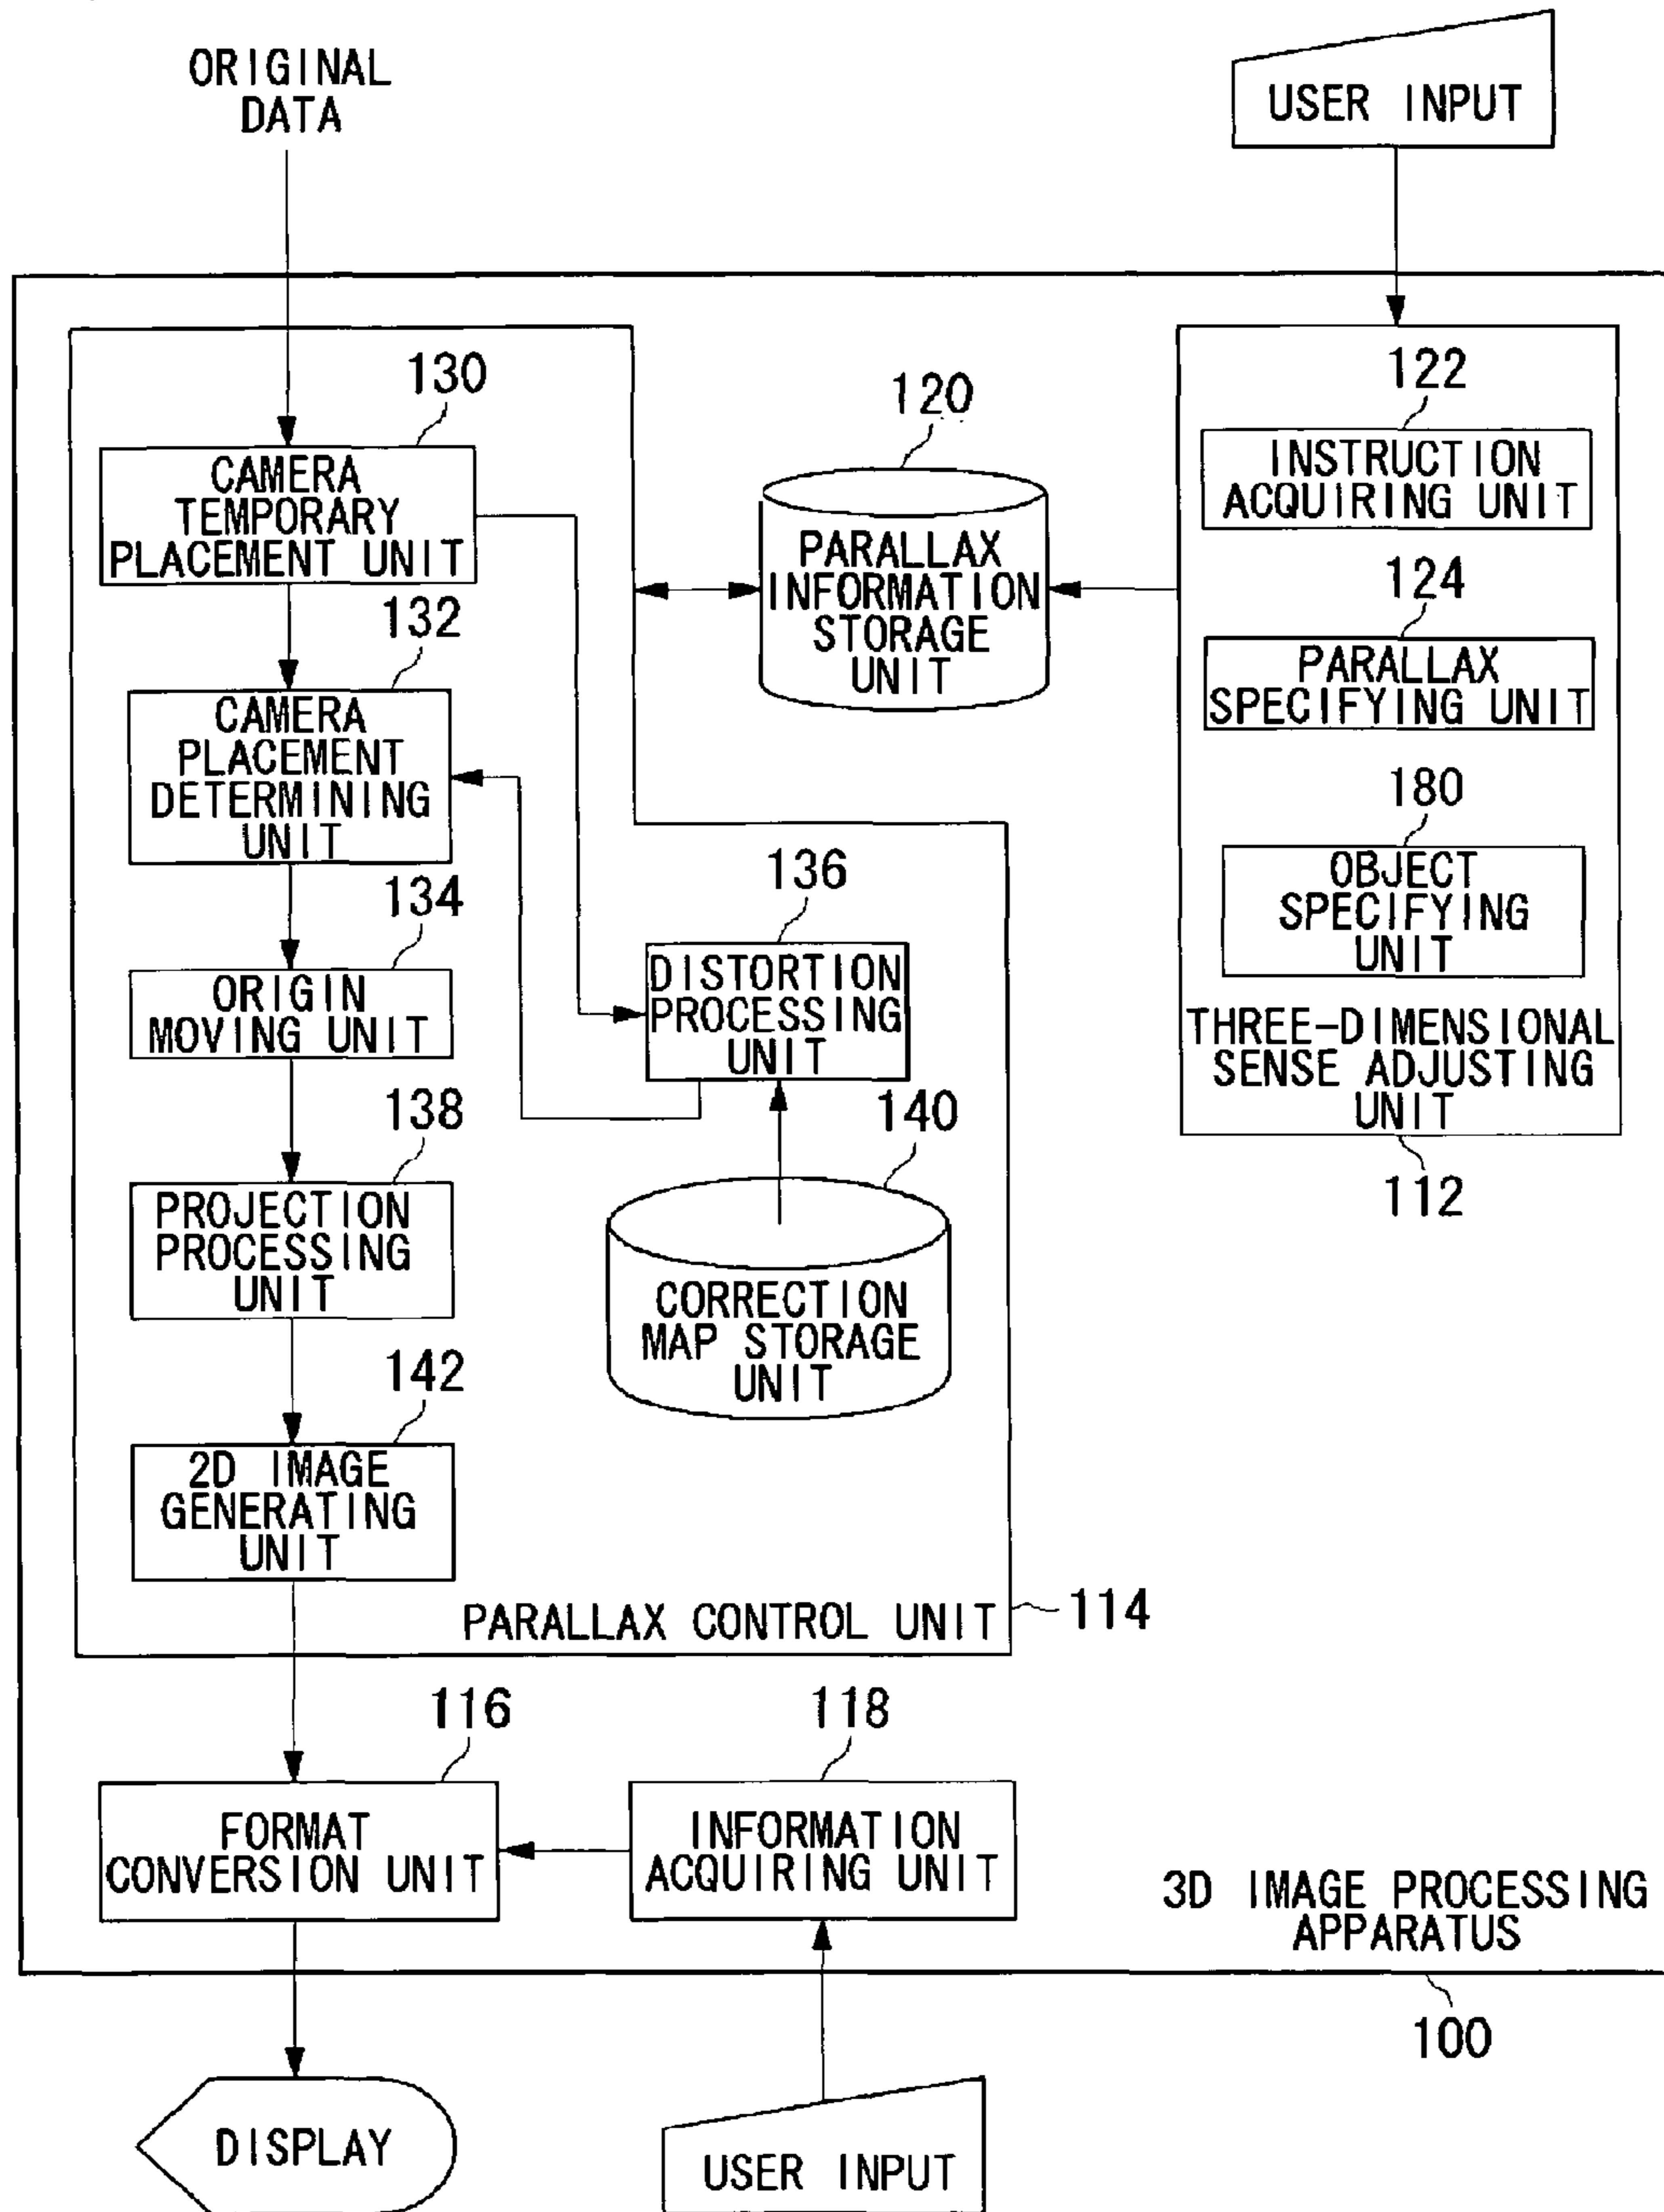 ORIGINAL
DATA
USER INPUT
130
CAMERA
TEMPORARY
PLACEMENT UNIT
120
PARALLAX
INFORMATION
STORAGE
UNIT
122
INSTRUCTION
ACQUIRING UNIT
124
PARALLAX
SPECIFYING UNIT
180
OBJECT
SPECIFYING
UNIT
THREE-DIMENSIONAL
SENSE ADJUSTING
UNIT
112
132
CAMERA
PLACEMENT
DETERMINING
UNIT
134
ORIGIN
MOVING UNIT
136
DISTORTION
PROCESSING
UNIT
138
PROJECTION
PROCESSING
UNIT
140
CORRECTION
MAP STORAGE
UNIT
142
2D IMAGE
GENERATING
UNIT
PARALLAX CONTROL UNIT
114
116
FORMAT
CONVERSION UNIT
118
INFORMATION
ACQUIRING UNIT
3D IMAGE PROCESSING
APPARATUS
100
DISPLAY
USER INPUT